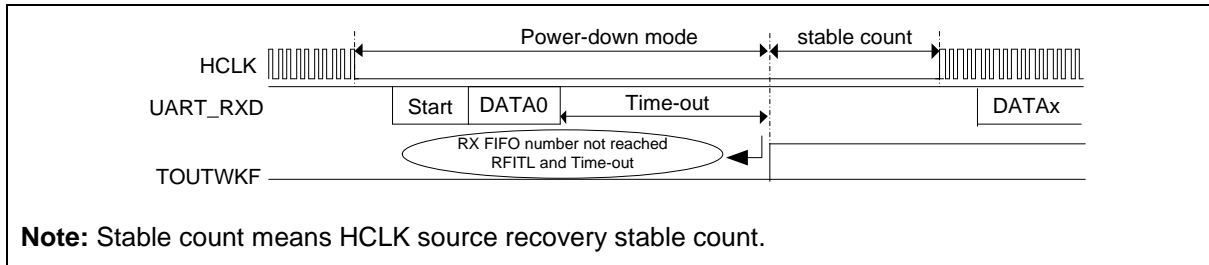 Power-down mode
stable count
HCLK
UART_RXD
Start
DATA0
Time-out
DATAx
RX FIFO number not reached
RFITL and Time-out
TOUTWKF
Note: Stable count means HCLK source recovery stable count.